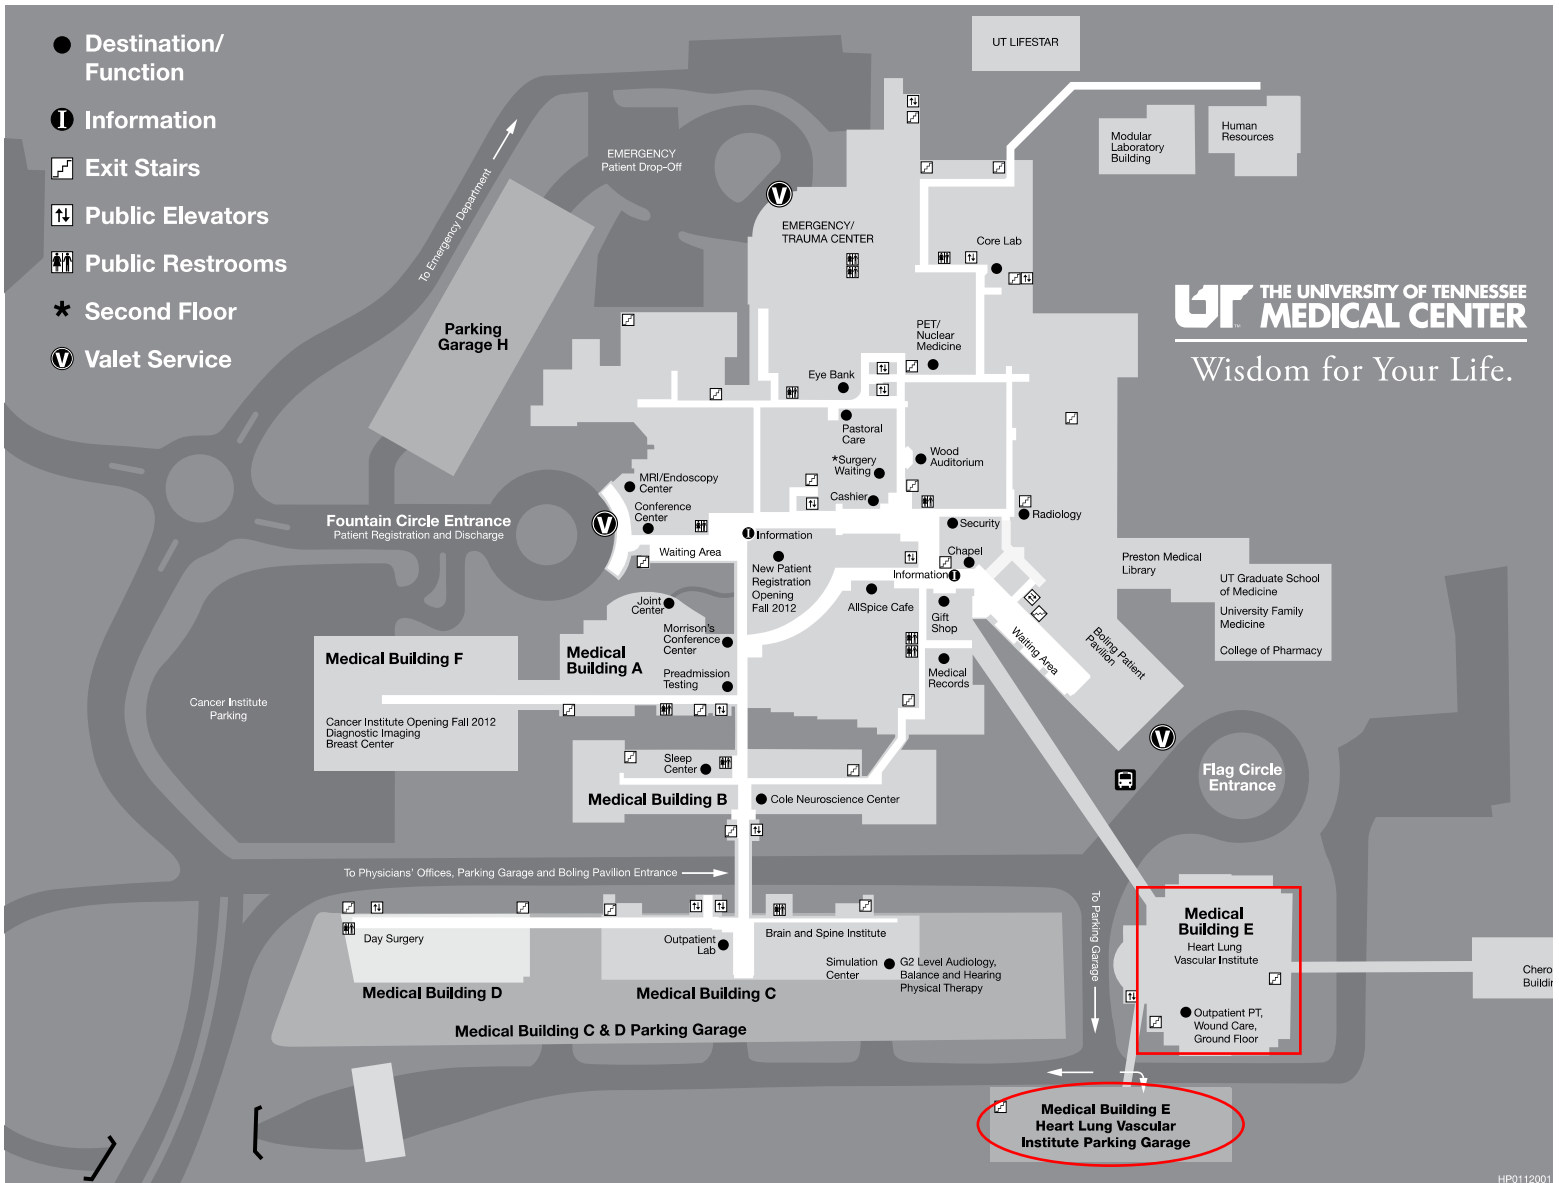 Destination/
Function
I Information
Exit Stairs
Public Elevators
Public Restrooms
* Second Floor
V Valet Service
UT LIFESTAR
Modular
Laboratory
Building
Human
Resources
EMERGENCY
Patient Drop-Off
To Emergency Department
V
EMERGENCY/
TRAUMA CENTER
Core Lab
UT
THE UNIVERSITY OF TENNESSEE
MEDICAL CENTER
Wisdom for Your Life.
Parking
Garage H
PET/
Nuclear
Medicine
Eye Bank
Pastoral
Care
*Surgery
Waiting
Wood
Auditorium
MRI/Endoscopy
Center
Cashier
Conference
Center
Fountain Circle Entrance
Patient Registration and Discharge
V
Security
Radiology
I Information
Waiting Area
Chapel
New Patient
Registration
Opening
Fall 2012
Information I
Preston Medical
Library
UT Graduate School
of Medicine
University Family
Medicine
College of Pharmacy
Joint
Center
AllSpice Cafe
Gift
Shop
Waiting Area
Boling Patient
Pavilion
Morrison's
Conference
Center
Medical
Building A
Medical Building F
Preadmission
Testing
Medical
Records
Cancer Institute
Parking
Cancer Institute Opening Fall 2012
Diagnostic Imaging
Breast Center
V
Sleep
Center
Flag Circle
Entrance
Medical Building B
Cole Neuroscience Center
To Physicians' Offices, Parking Garage and Boling Pavilion Entrance
To Parking Garage
Medical
Building E
Heart Lung
Vascular Institute
Day Surgery
Outpatient
Lab
Brain and Spine Institute
Simulation
Center
G2 Level Audiology,
Balance and Hearing
Physical Therapy
Chero
Buildin
Medical Building D
Medical Building C
Outpatient PT,
Wound Care,
Ground Floor
Medical Building C & D Parking Garage
Medical Building E
Heart Lung Vascular
Institute Parking Garage
HP0112001